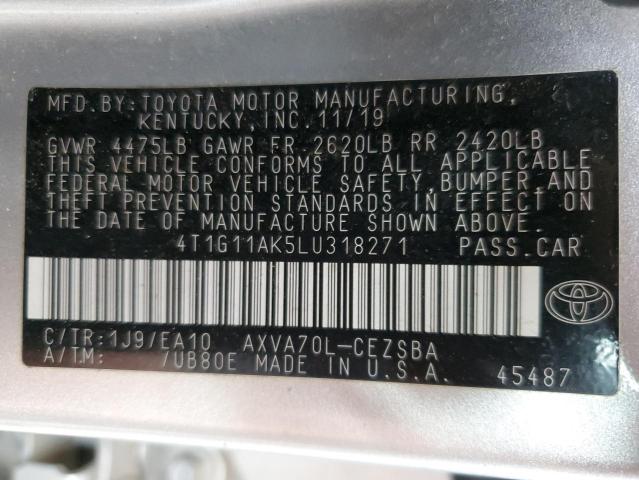 MFD.BY:TOYOTA MOTOR MANUFACTURING,
KENTUCKY,INC.11/19
GVWR 4475LB GAWR FR 2620LB RR 2420LB
THIS VEHICLE CONFORMS TO ALL APPLICABLE
FEDERAL MOTOR VEHICLE SAFETY,BUMPER,AND
THEFT PREVENTION STANDARDS IN EFFECT ON
THE DATE OF MANUFACTURE SHOWN ABOVE.
4T1G11AK5LU318271 PASS.CAR
C/TR:1J9/EA10 AXVA70L-CEZSBA
A/TM: /UB80E MADE IN U.S.A. 45487